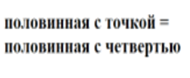 половинная с точкой =
половинная с четвертью